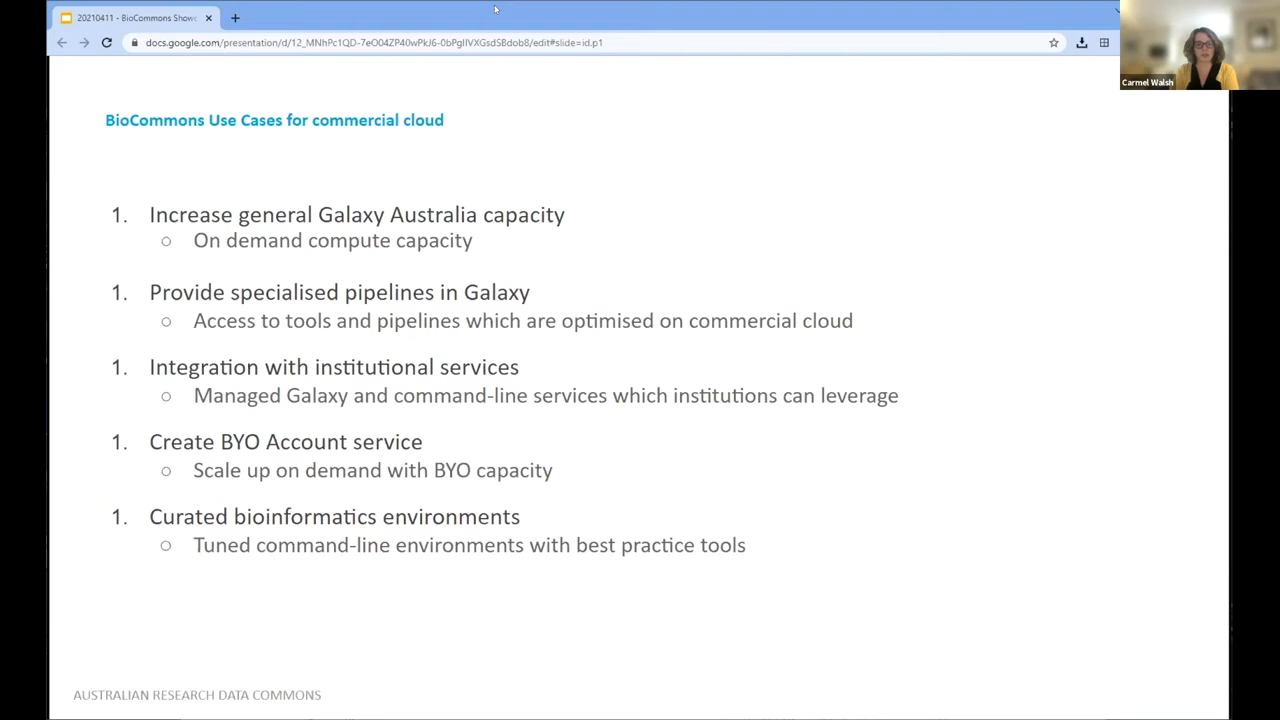 20210411 - BioCommons Showc
docs.google.com/presentation/d/12_MNhPc1QD-7eO04ZP40wPkJ6-0bPglIVXGsdSBdob8/edit#slide=id.p1
Carmel Walsh
BioCommons Use Cases for commercial cloud
1. Increase general Galaxy Australia capacity
○ On demand compute capacity
1. Provide specialised pipelines in Galaxy
○ Access to tools and pipelines which are optimised on commercial cloud
1. Integration with institutional services
○ Managed Galaxy and command-line services which institutions can leverage
1. Create BYO Account service
○ Scale up on demand with BYO capacity
1. Curated bioinformatics environments
○ Tuned command-line environments with best practice tools
AUSTRALIAN RESEARCH DATA COMMONS